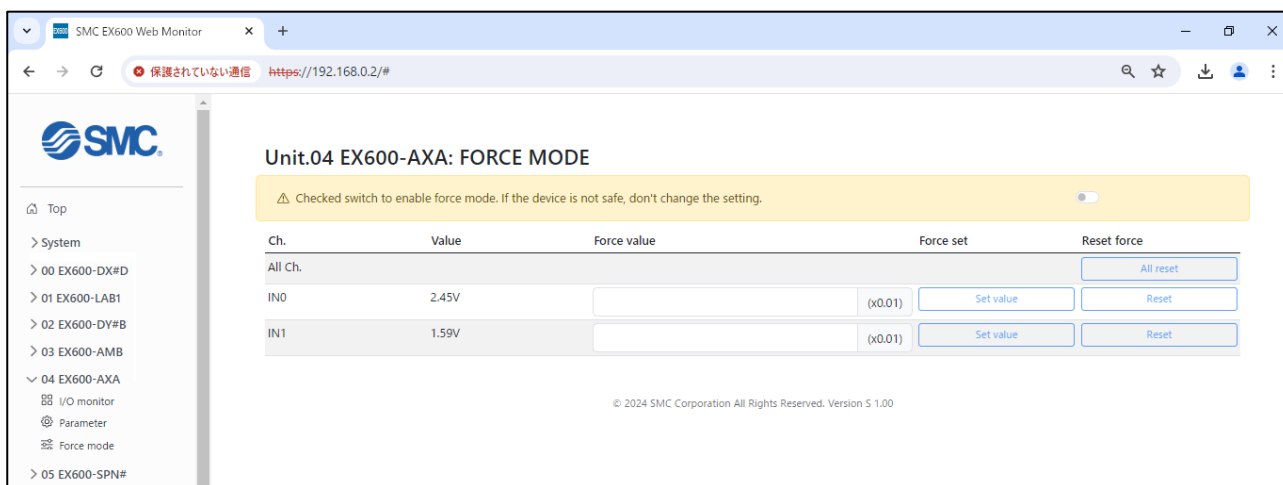 EX600 SMC EX600 Web Monitor
保護されていない通信 https://192.168.0.2/#
SMC.
Top
System
00 EX600-DX#D
01 EX600-LAB1
02 EX600-DY#B
03 EX600-AMB
04 EX600-AXA
I/O monitor
Parameter
Force mode
05 EX600-SPN#
Unit.04 EX600-AXA: FORCE MODE
Checked switch to enable force mode. If the device is not safe, don't change the setting.
Ch. Value Force value Force set Reset force
All Ch. All reset
IN0 2.45V (x0.01) Set value Reset
IN1 1.59V (x0.01) Set value Reset
© 2024 SMC Corporation All Rights Reserved. Version S 1.00